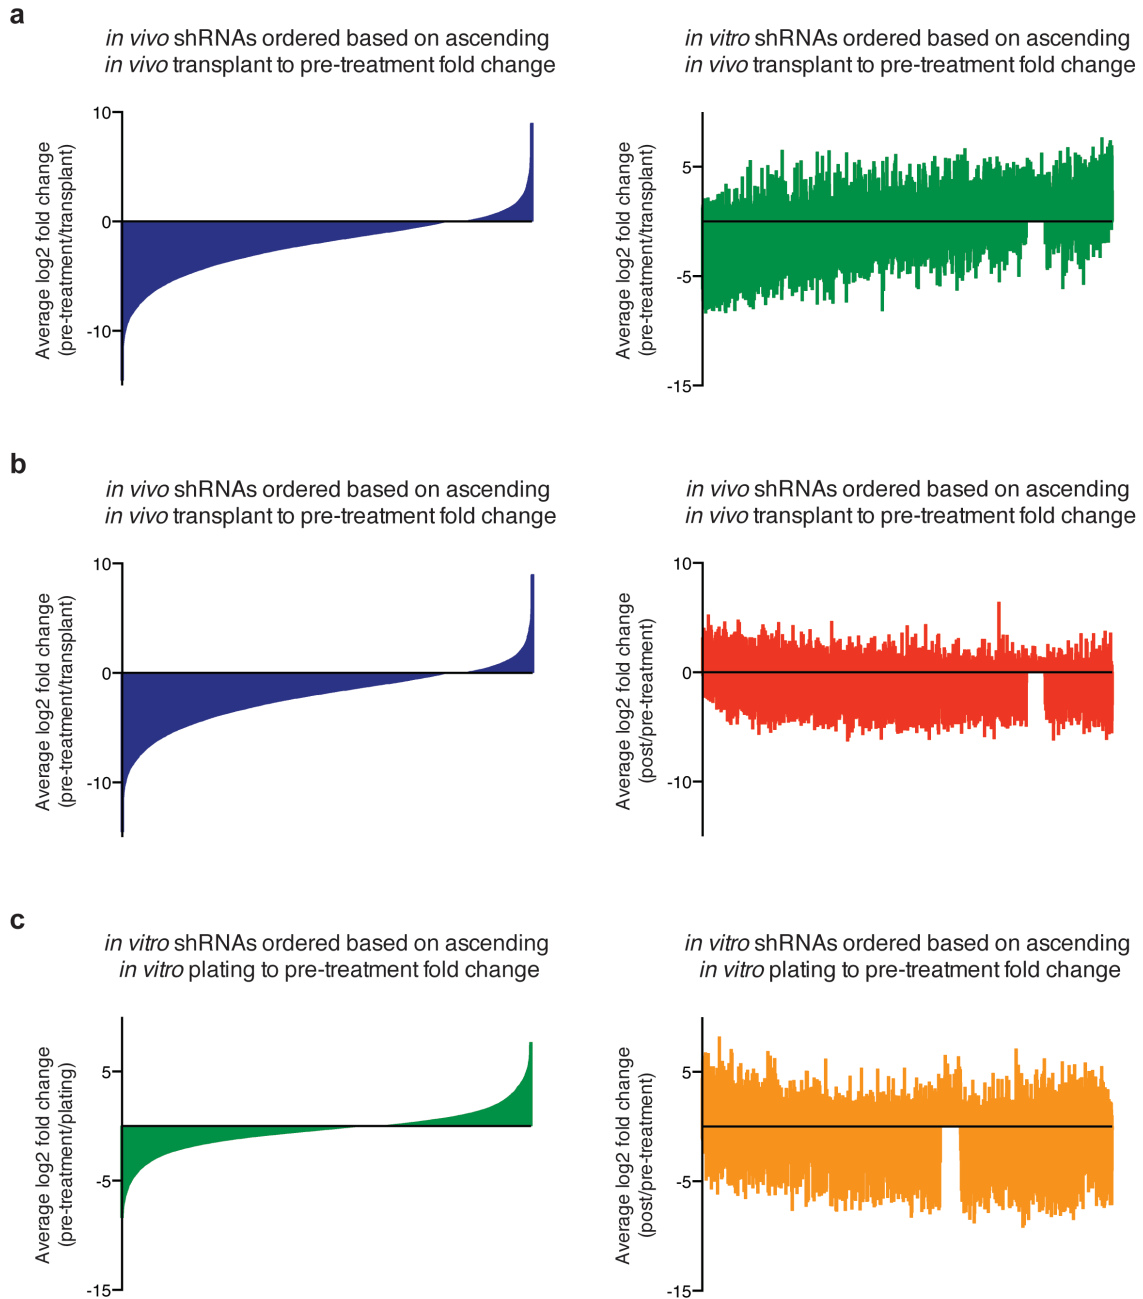 a
in vivo shRNAs ordered based on ascending
in vivo transplant to pre-treatment fold change
in vitro shRNAs ordered based on ascending
in vivo transplant to pre-treatment fold change
Average log2 fold change
(pre-treatment/transplant)
10
0
-10
Average log2 fold change
(pre-treatment/transplant)
5
-5
-15
b
in vivo shRNAs ordered based on ascending
in vivo transplant to pre-treatment fold change
in vivo shRNAs ordered based on ascending
in vivo transplant to pre-treatment fold change
Average log2 fold change
(pre-treatment/transplant)
10
0
-10
Average log2 fold change
(post/pre-treatment)
10
0
-10
c
in vitro shRNAs ordered based on ascending
in vitro plating to pre-treatment fold change
in vitro shRNAs ordered based on ascending
in vitro plating to pre-treatment fold change
Average log2 fold change
(pre-treatment/plating)
5
-5
-15
Average log2 fold change
(post/pre-treatment)
5
-5
-15